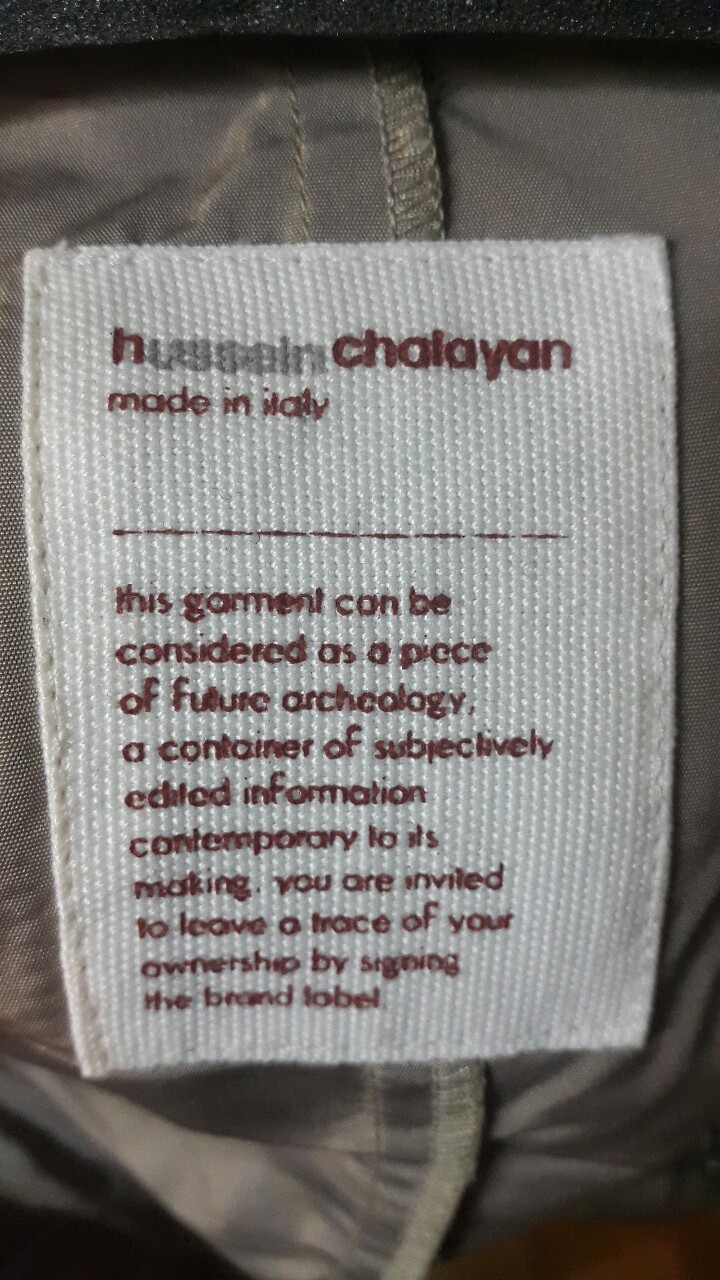 hussein chalayan
made in italy
this garment can be
considered as a piece
of future archeology,
a container of subjectively
edited information
contemporary to its
making. you are invited
to leave a trace of your
ownership by signing
the brand label